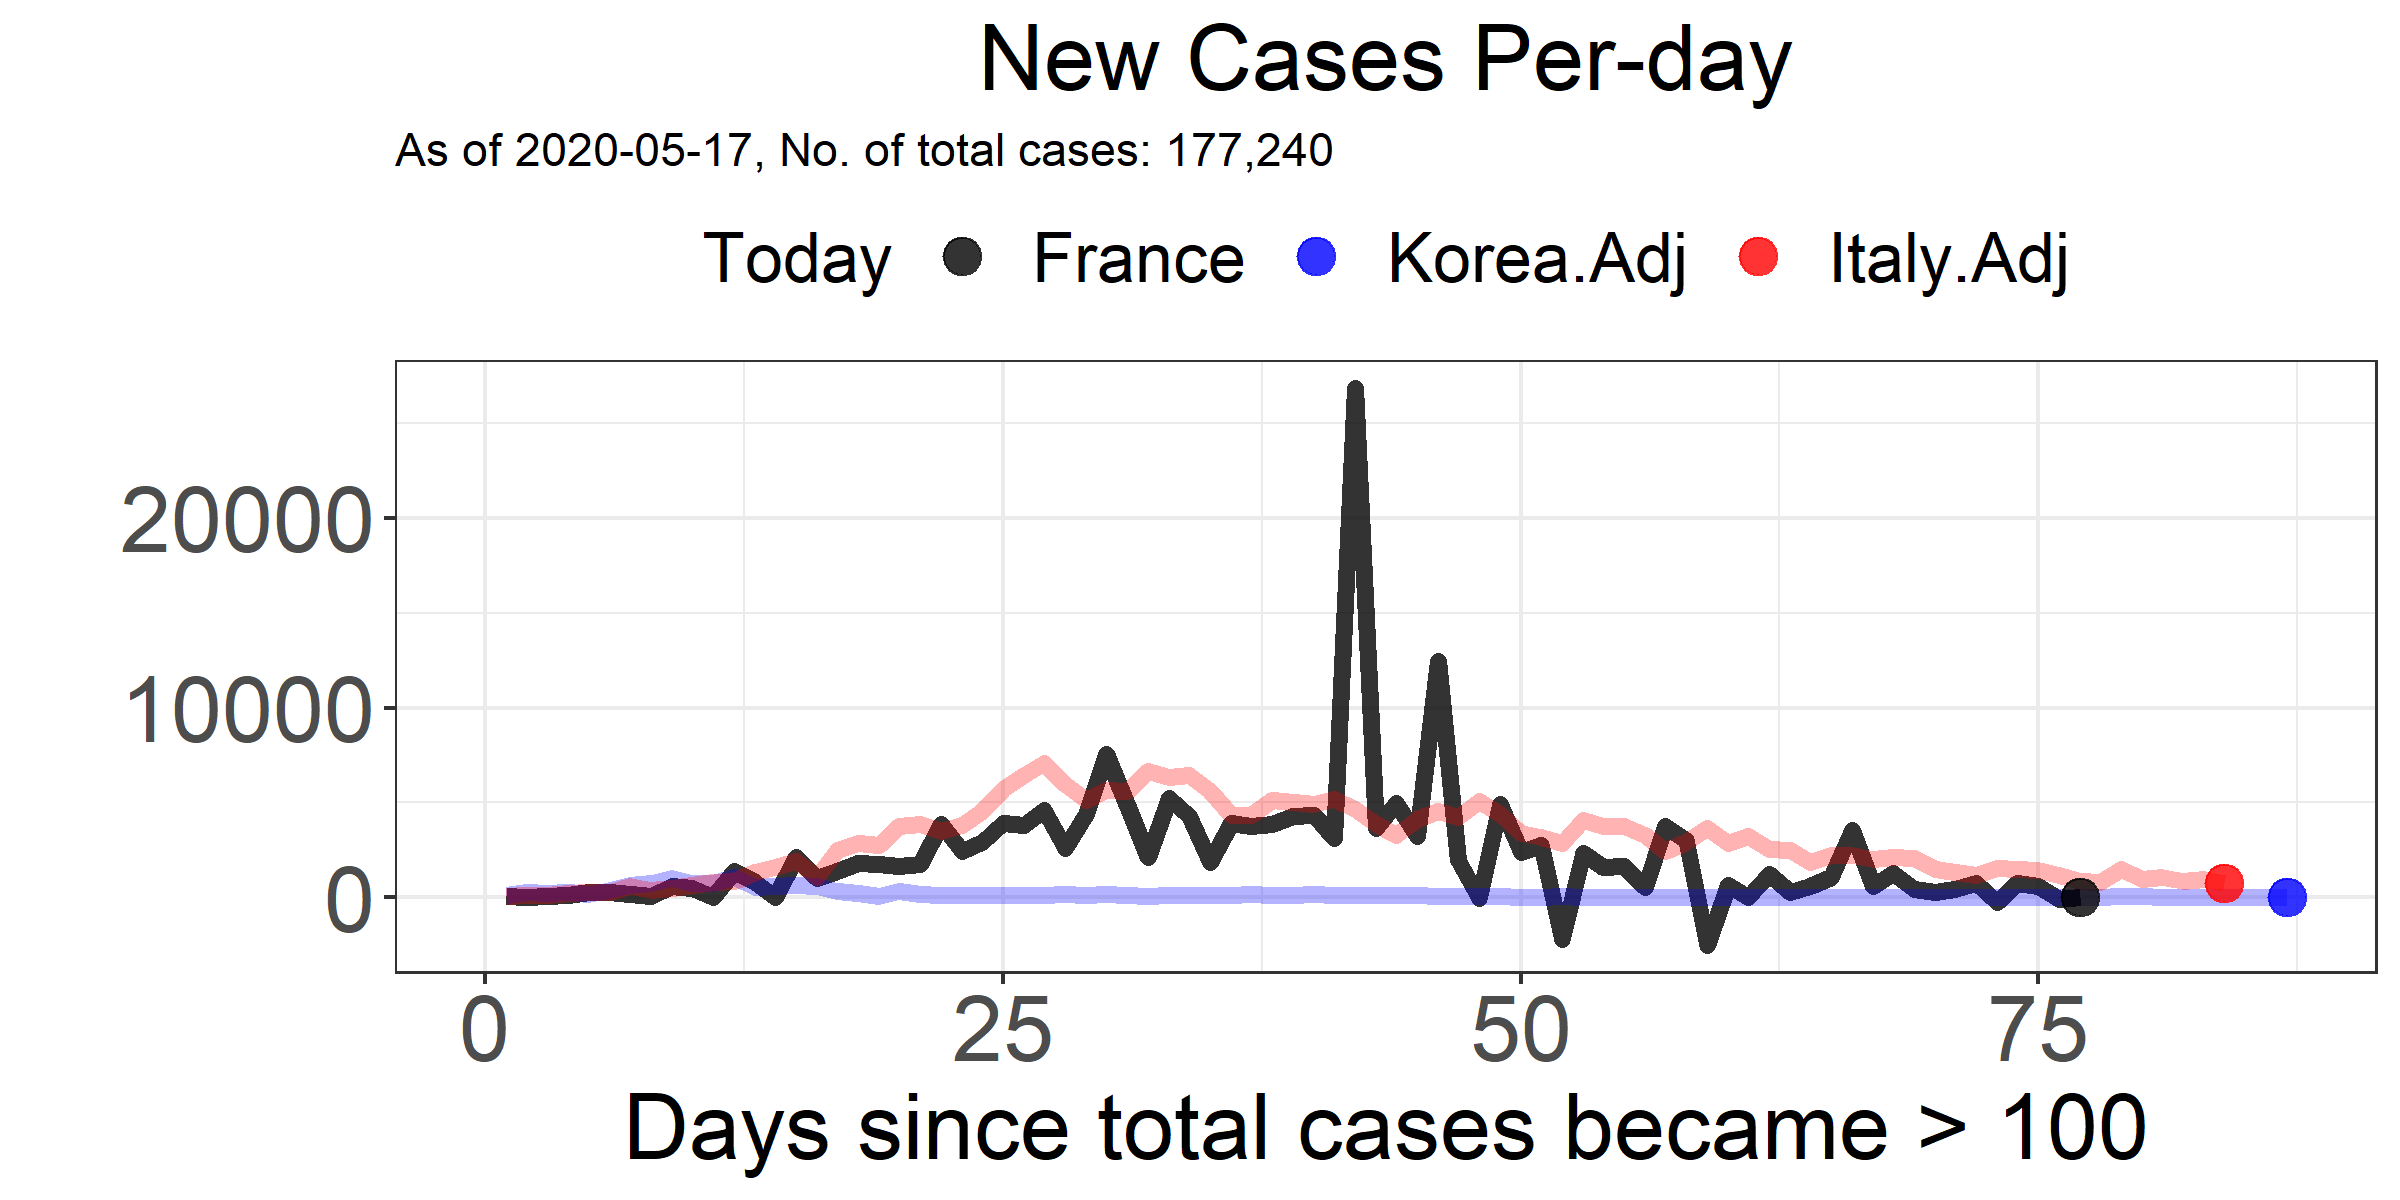 New Cases Per-day
As of 2020-05-17, No. of total cases: 177,240
Today France Korea.Adj Italy.Adj
20000
10000
0
0 25 50 75
Days since total cases became > 100